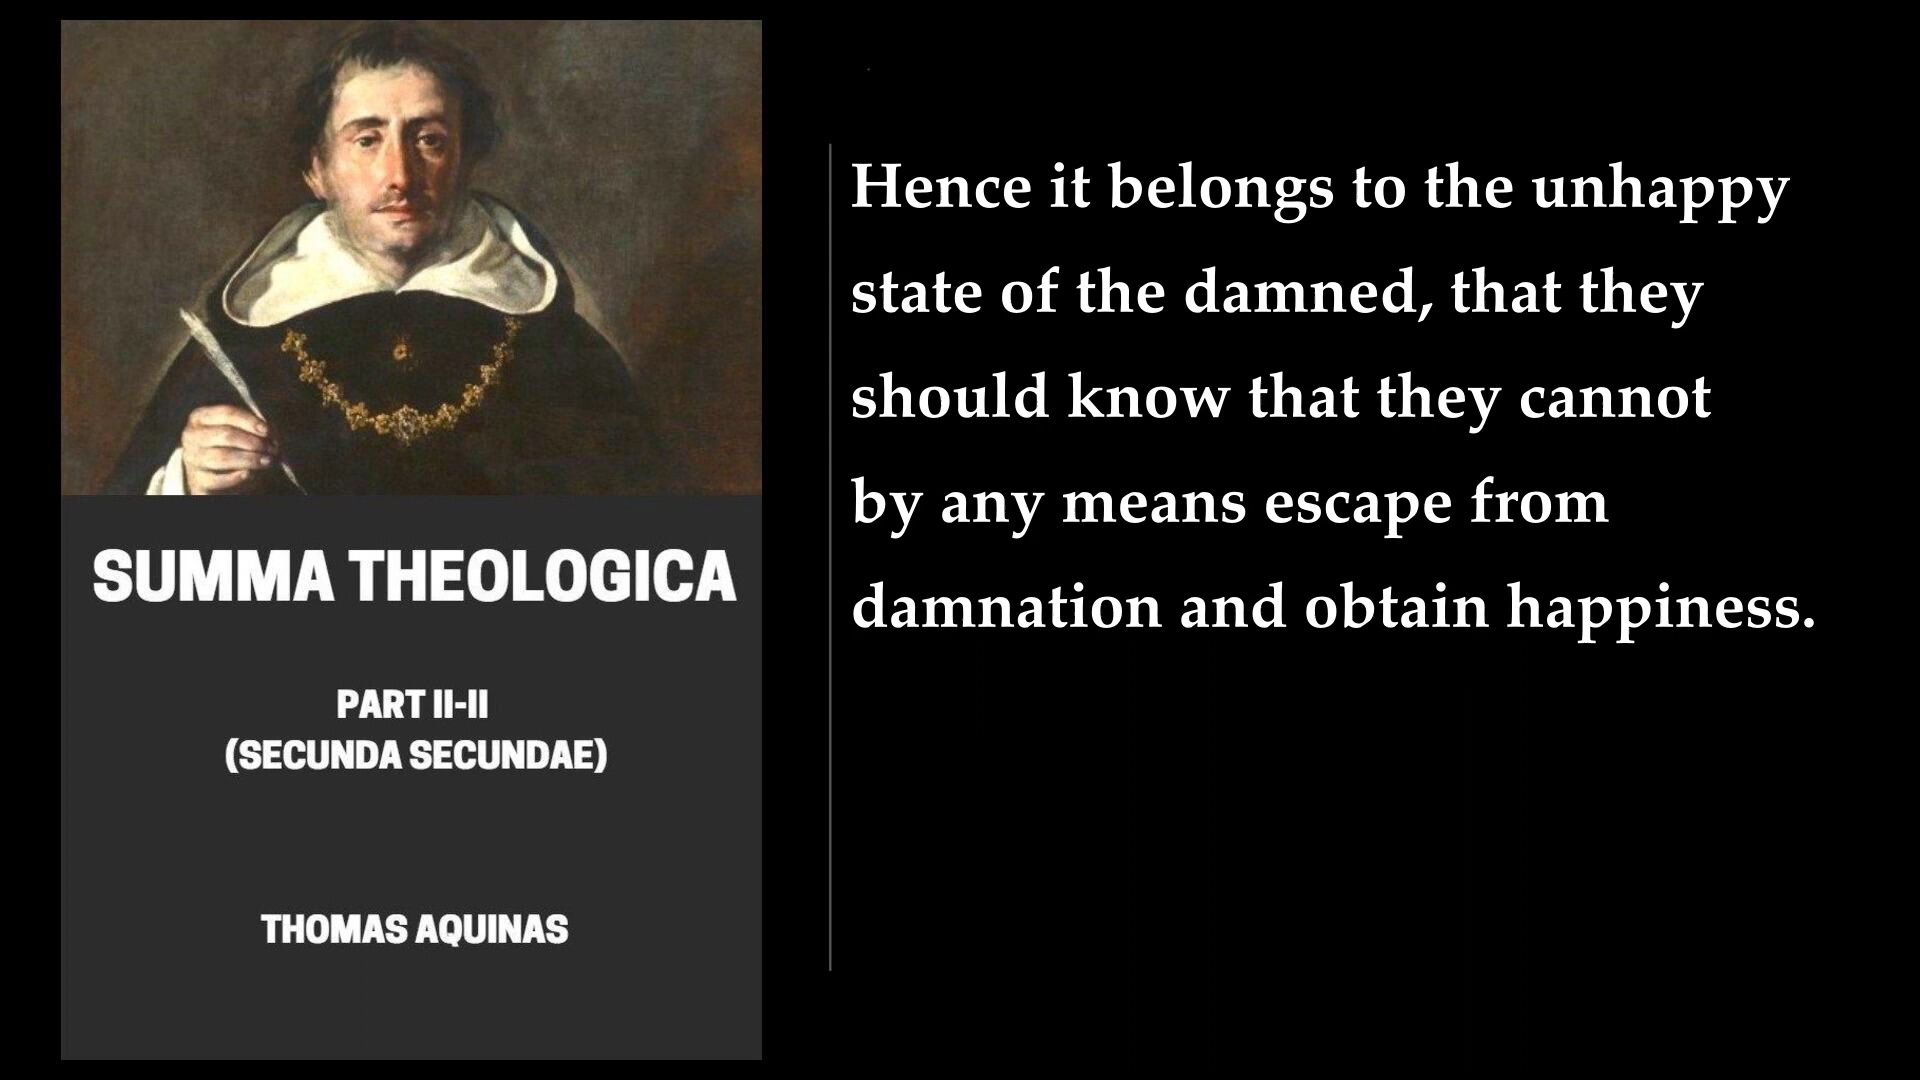 SUMMA THEOLOGICA
PART II-II
(SECUNDA SECUNDAE)
THOMAS AQUINAS
Hence it belongs to the unhappy
state of the damned, that they
should know that they cannot
by any means escape from
damnation and obtain happiness.